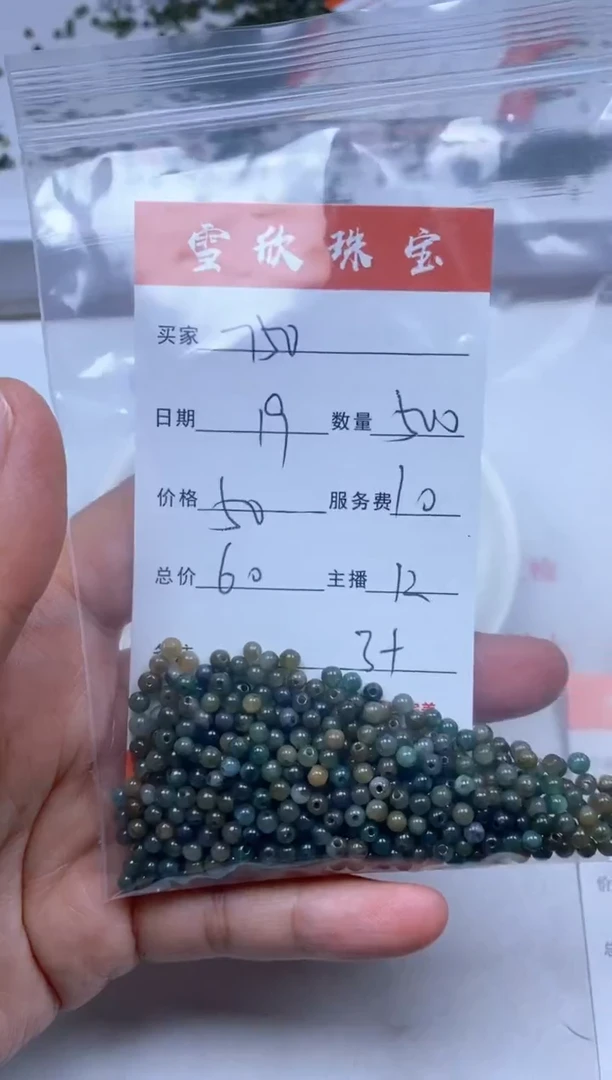 雪欣珠宝
买家 750
日期 19 数量 500
价格 50 服务费 10
总价 60 主播 12
3+